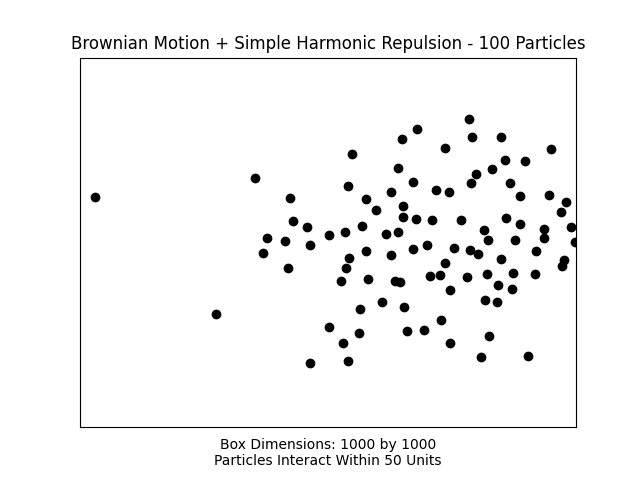 Brownian Motion + Simple Harmonic Repulsion - 100 Particles
Box Dimensions: 1000 by 1000
Particles Interact Within 50 Units